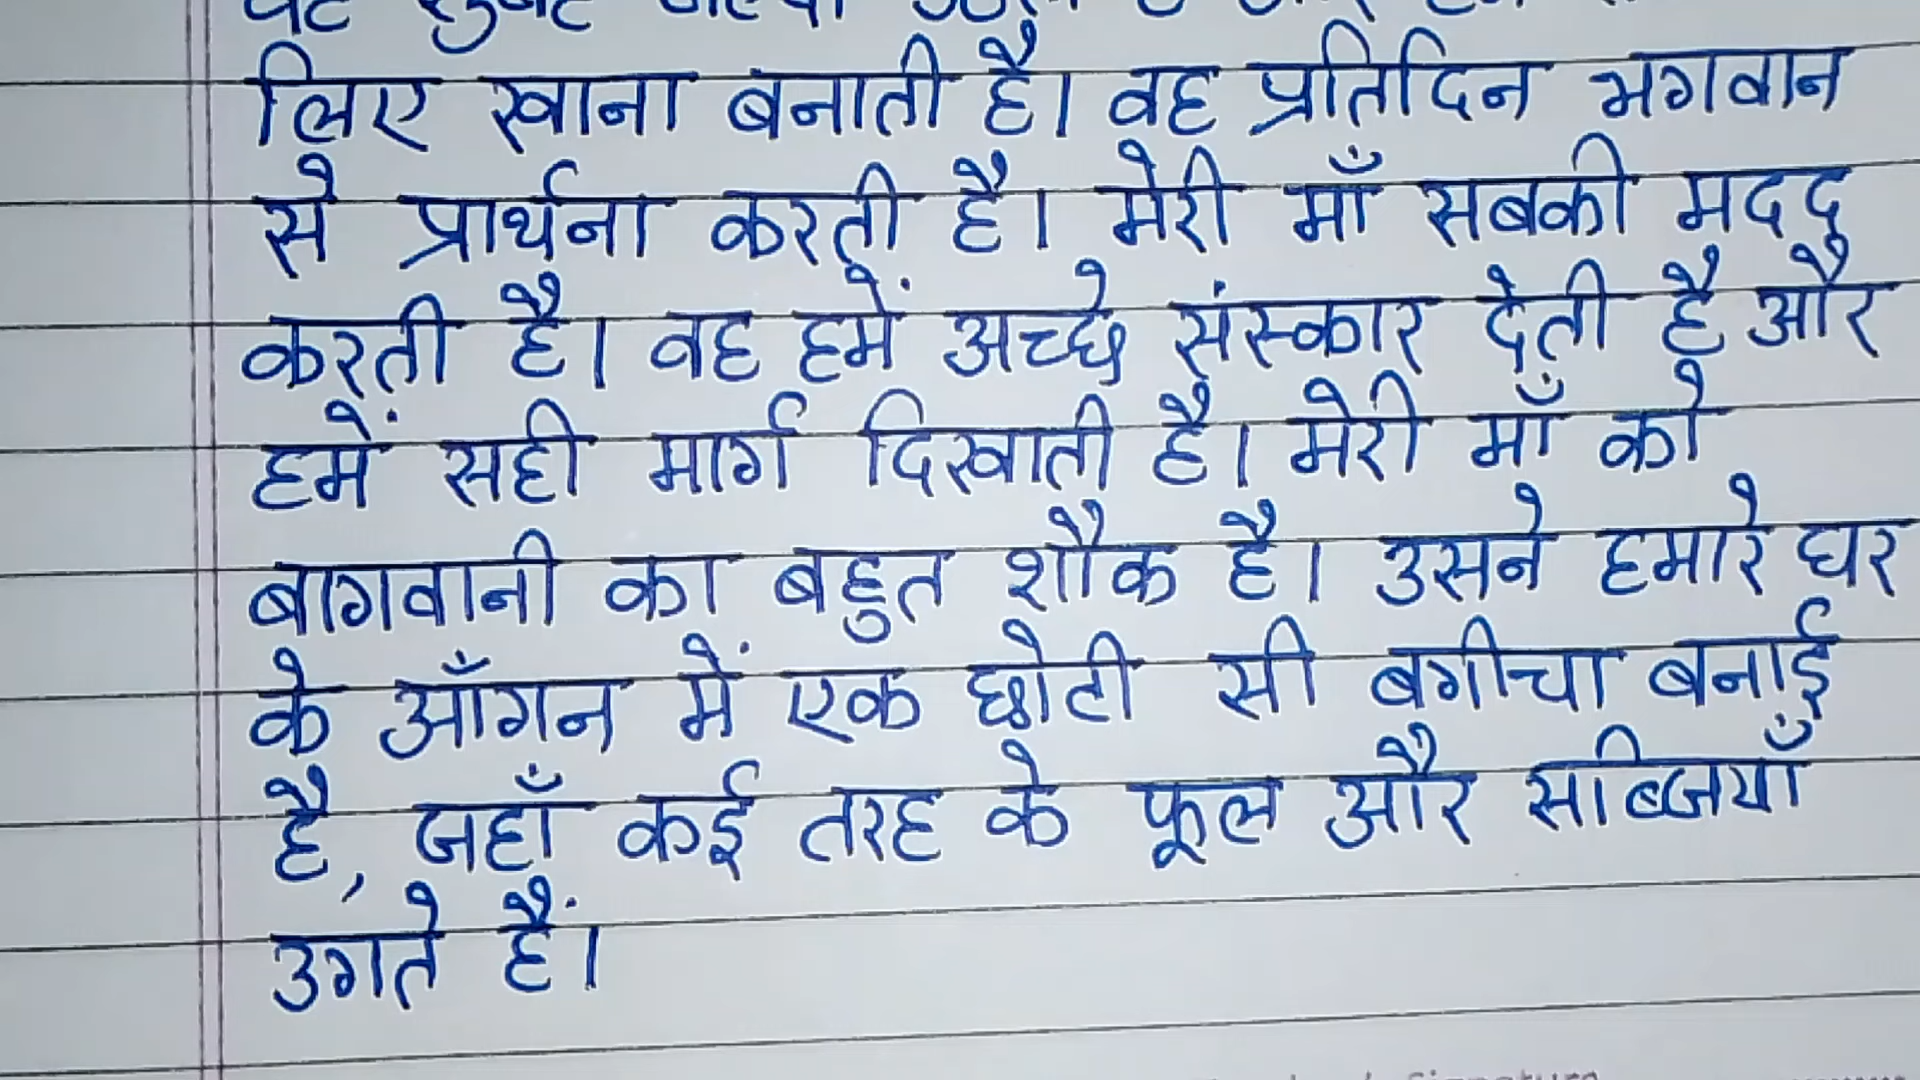 लिए खाना बनाती है। वह प्रतिदिन भगवान
से प्रार्थना करती है। मेरी माँ सबकी मदद
करती है। वह हमें अच्छे संस्कार देती है और
हमें सही मार्ग दिखाती है। मेरी माँ को
बागवानी का बहुत शौक है। उसने हमारे घर
के आँगन में एक छोटी सी बगीचा बनाई
है, जहाँ कई तरह के फूल और सब्जियाँ
उगते हैं।